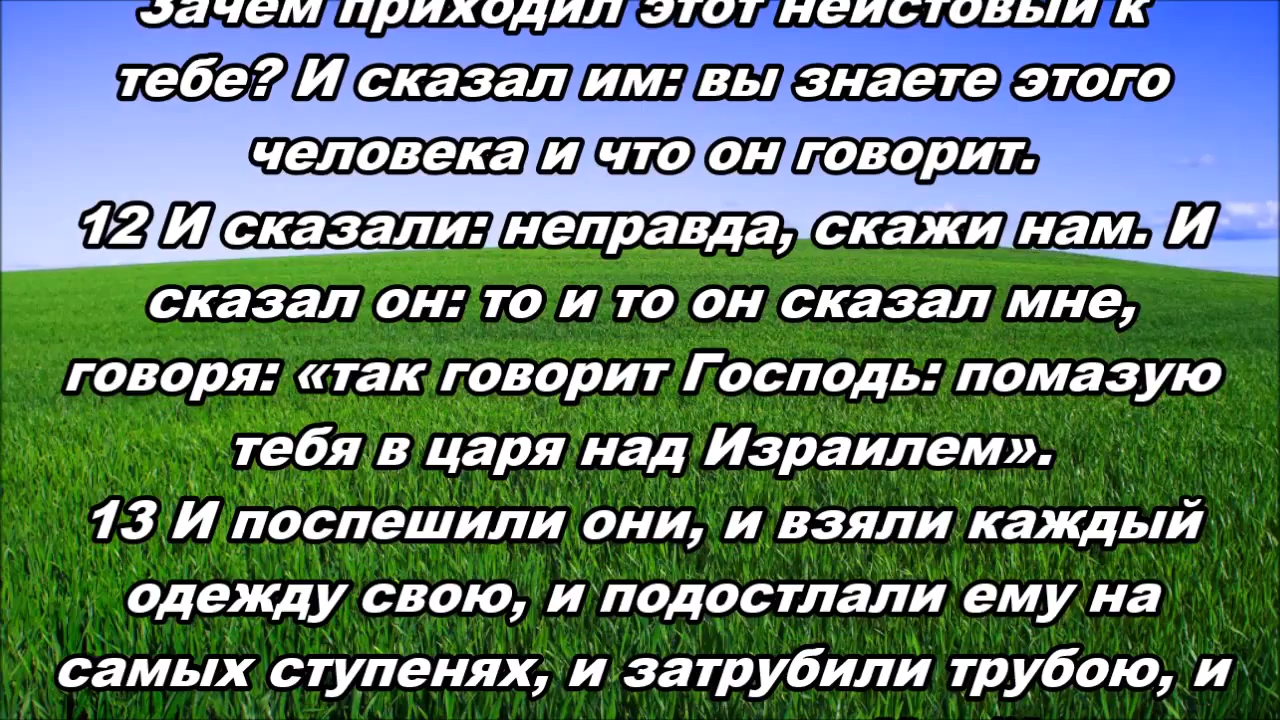 Зачем приходил этот неистовый к
тебе? И сказал им: вы знаете этого
человека и что он говорит.
12 И сказали: неправда, скажи нам. И
сказал он: то и то он сказал мне,
говоря: «так говорит Господь: помазую
тебя в царя над Израилем».
13 И поспешили они, и взяли каждый
одежду свою, и подостлали ему на
самых ступенях, и затрубили трубою, и